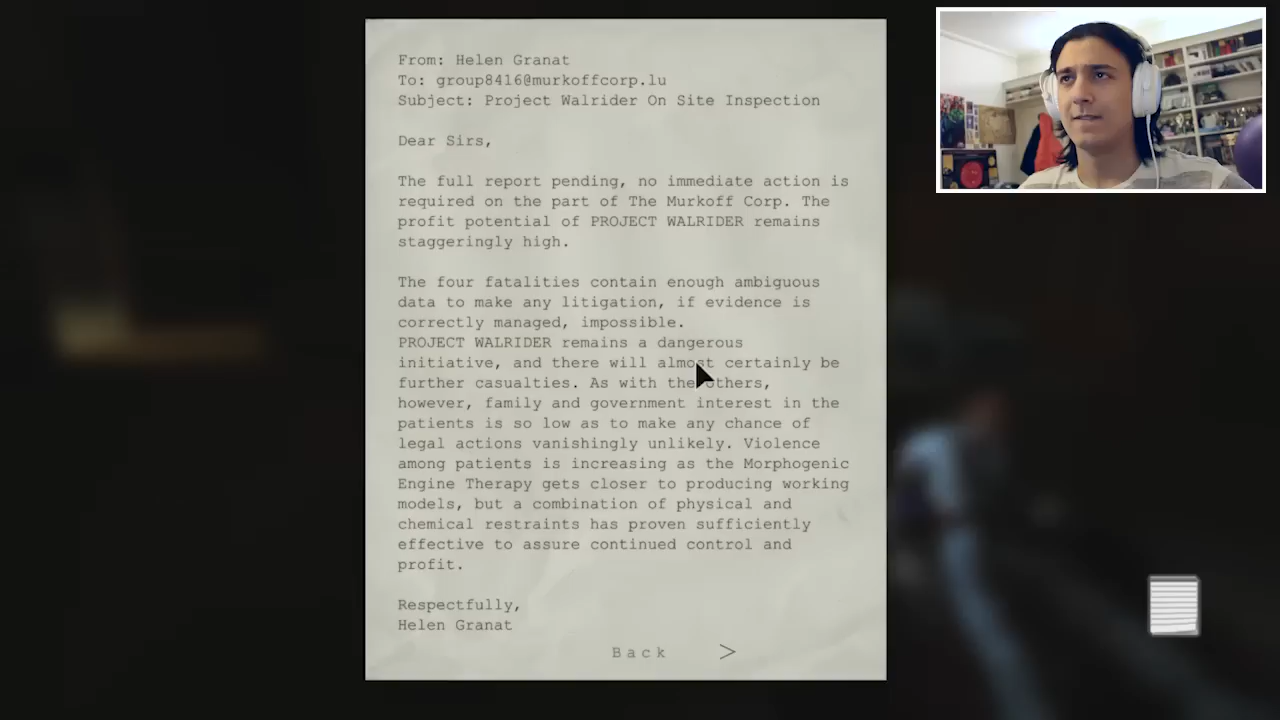 From: Helen Granat
To: group8416@murkoffcorp.lu
Subject: Project Walrider On Site Inspection
Dear Sirs,
The full report pending, no immediate action is
required on the part of The Murkoff Corp. The
profit potential of PROJECT WALRIDER remains
staggeringly high.
The four fatalities contain enough ambiguous
data to make any litigation, if evidence is
correctly managed, impossible.
PROJECT WALRIDER remains a dangerous
initiative, and there will almost certainly be
further casualties. As with the others,
however, family and government interest in the
patients is so low as to make any chance of
legal actions vanishingly unlikely. Violence
among patients is increasing as the Morphogenic
Engine Therapy gets closer to producing working
models, but a combination of physical and
chemical restraints has proven sufficiently
effective to assure continued control and
profit.
Respectfully,
Helen Granat
Back >